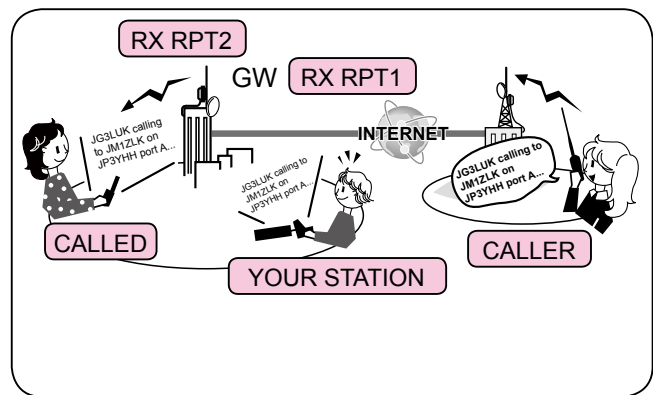 RX RPT2
GW RX RPT1
INTERNET
JG3LUK calling
to JM1ZLK on
JP3YHH port A...
JG3LUK calling to
JM1ZLK on
JP3YHH port A...
JG3LUK calling to
JM1ZLK on
JP3YHH port A...
CALLED
YOUR STATION
CALLER